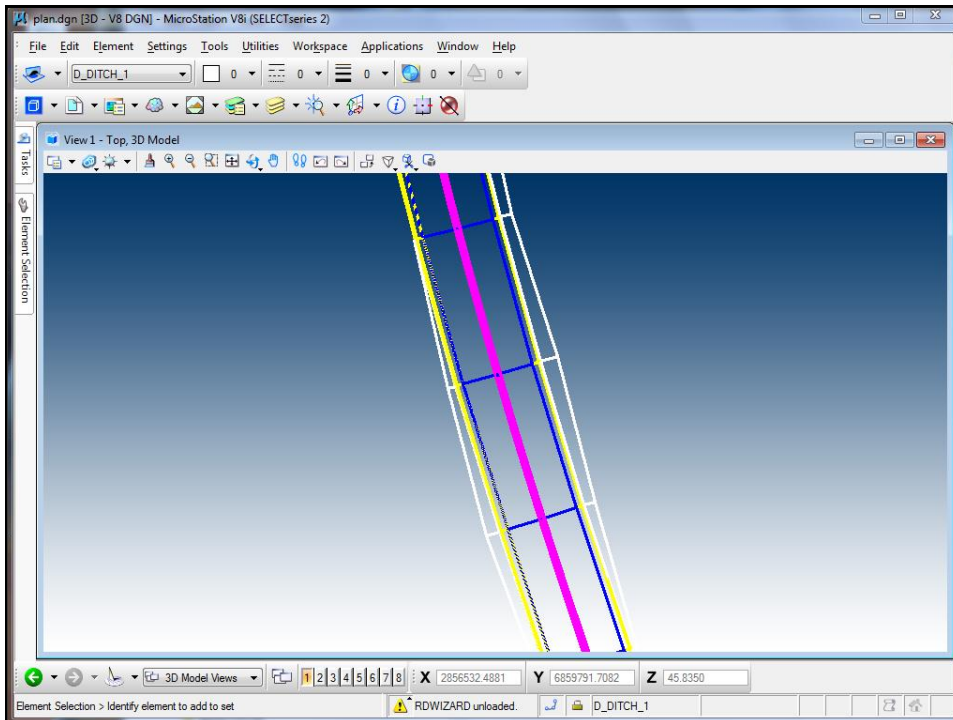 plan.dgn [3D - V8 DGN] - MicroStation V8i (SELECTseries 2)
File Edit Element Settings Tools Utilities Workspace Applications Window Help
D_DITCH_1 0 0 0 0 0
View 1 - Top, 3D Model
Tasks
Element Selection
3D Model Views 1 2 3 4 5 6 7 8 X 2856532.4881 Y 6859791.7082 Z 45.8350
Element Selection > Identify element to add to set RDWIZARD unloaded. D_DITCH_1